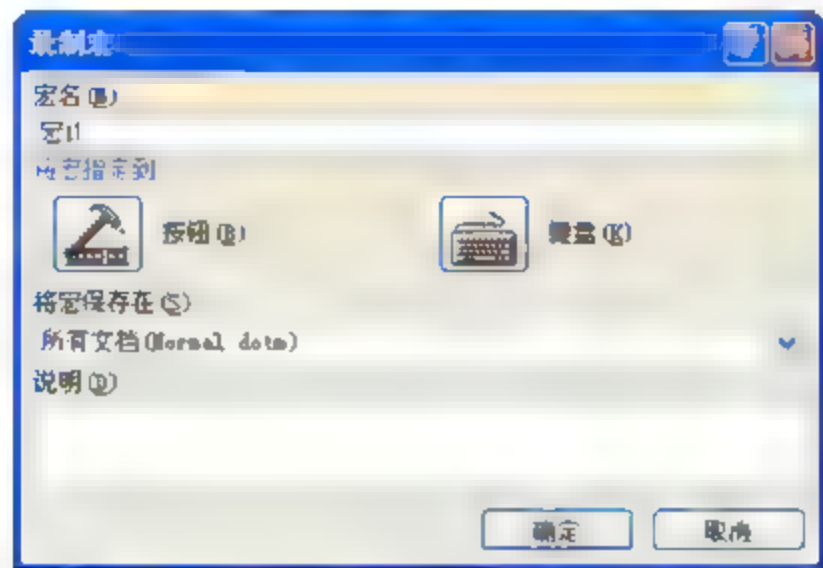 录制宏
宏名(M)
宏1
将宏指定到
按钮(B) 键盘(K)
将宏保存在(S)
所有文档(Normal dotm)
说明(D)
确定 取消